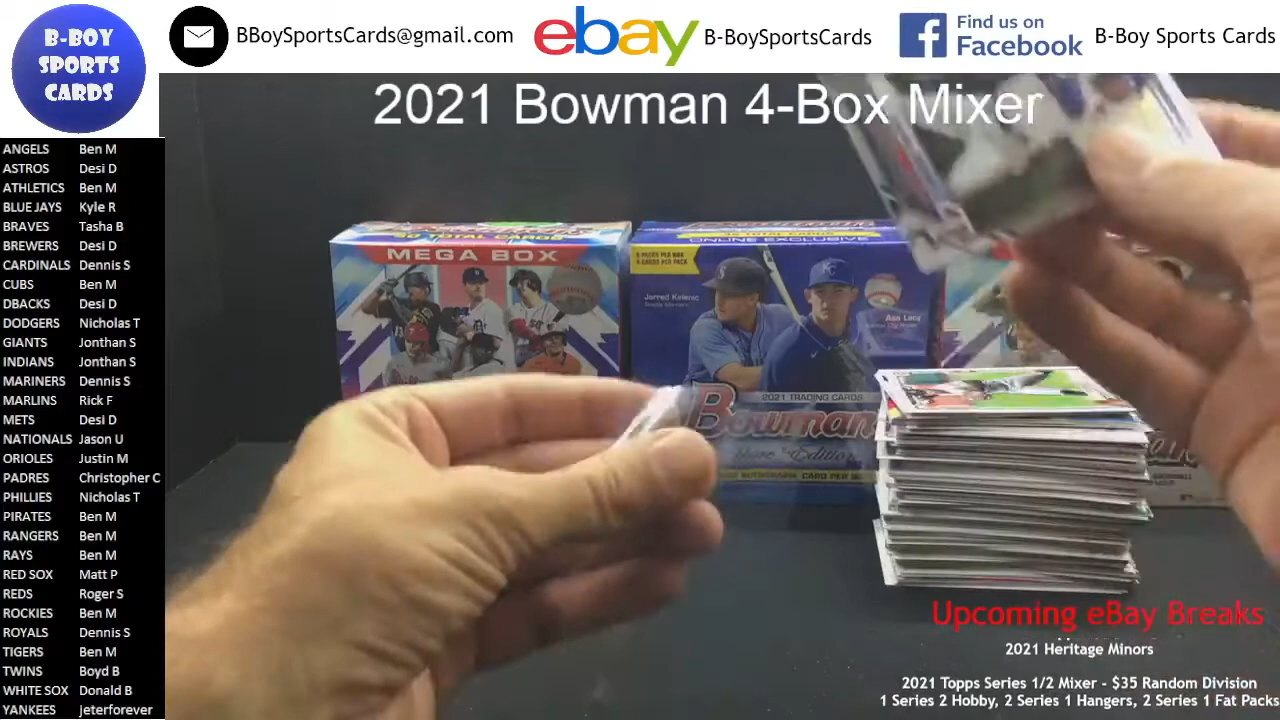 B-BOY
SPORTS
CARDS
BBoySportsCards@gmail.com
ebay
B-BoySportsCards
Find us on
Facebook
B-Boy Sports Cards
2021 Bowman 4-Box Mixer
ANGELS Ben M
ASTROS Desi D
ATHLETICS Ben M
BLUE JAYS Kyle R
BRAVES Tate B
BREWERS Desi D
CARDINALS Dennis S
CUBS Ben M
DBACKS Desi D
DODGERS Nicholas T
GIANTS Jonthan S
INDIANS Jonthan S
MARINERS Dennis S
MARLINS Rick F
METS Desi D
NATIONALS Jason U
ORIOLES Justin M
PADRES Christopher C
PHILLIES Nicholas T
PIRATES Ben M
RANGERS Ben M
RAYS Ben M
RED SOX Matt P
REDS Roger S
ROCKIES Ben M
ROYALS Dennis S
TIGERS Ben M
TWINS Boyd B
WHITE SOX Donald B
YANKEES jeterforever
MEGA BOX
ONLINE EXCLUSIVE
Jarred Kelenic
Asa Lacy
2021 TRADING CARDS
Bowman
Upcoming eBay Breaks
2021 Heritage Minors
2021 Topps Series 1/2 Mixer - $35 Random Division
1 Series 2 Hobby, 2 Series 1 Hangers, 2 Series 1 Fat Packs